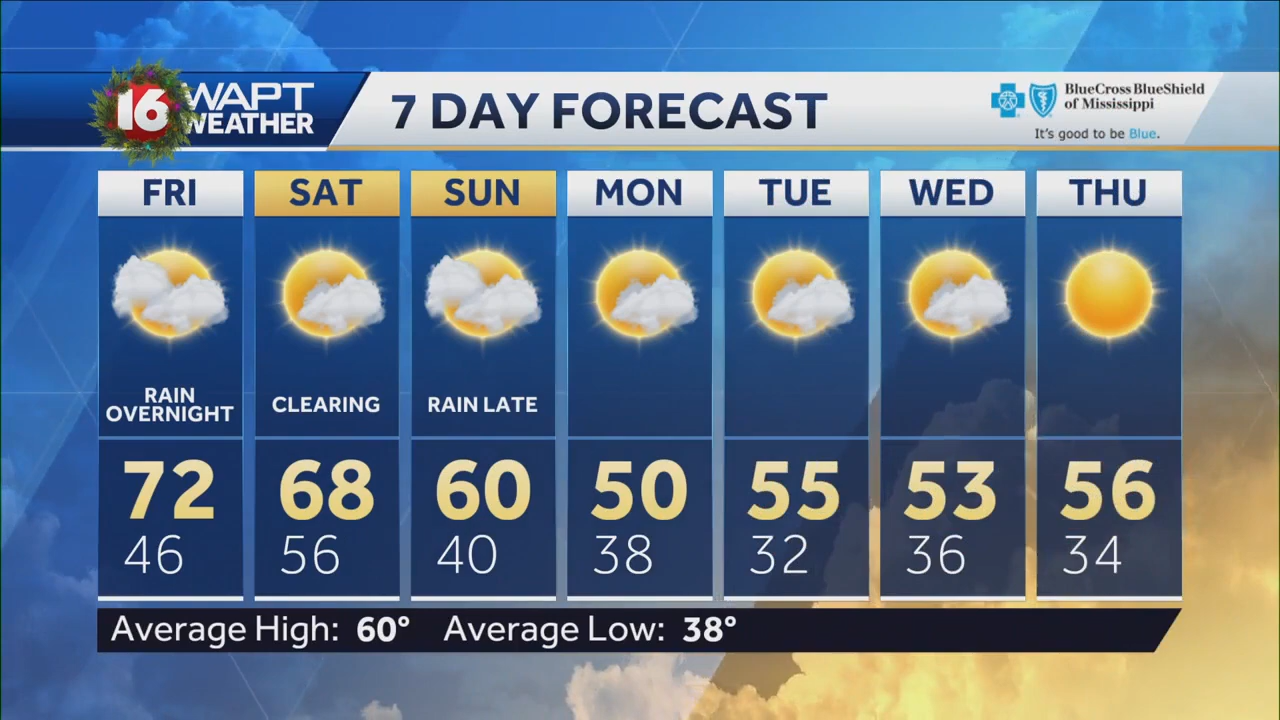 16 WAPT
WEATHER
7 DAY FORECAST
BlueCross BlueShield
of Mississippi
It's good to be Blue.
FRI SAT SUN MON TUE WED THU
RAIN
OVERNIGHT
CLEARING
RAIN LATE
72 68 60 50 55 53 56
46 56 40 38 32 36 34
Average High: 60° Average Low: 38°